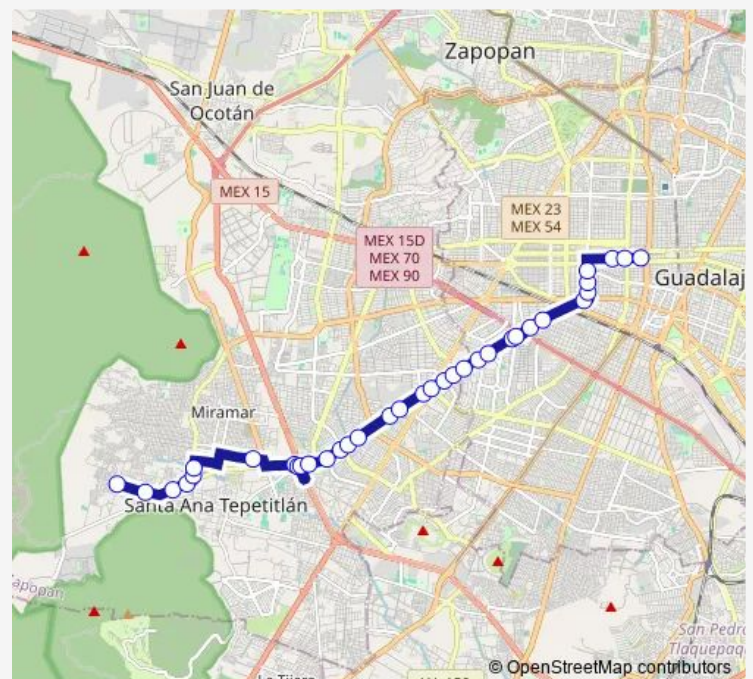 Zapopan
San Juan de
Ocotán
MEX 15
MEX 23
MEX 54
MEX 15D
MEX 70
MEX 90
Guadalaj
Miramar
Santa Ana Tepetitlán
apopan
San Pedro
Tlaquepaq
© OpenStreetMap contributors